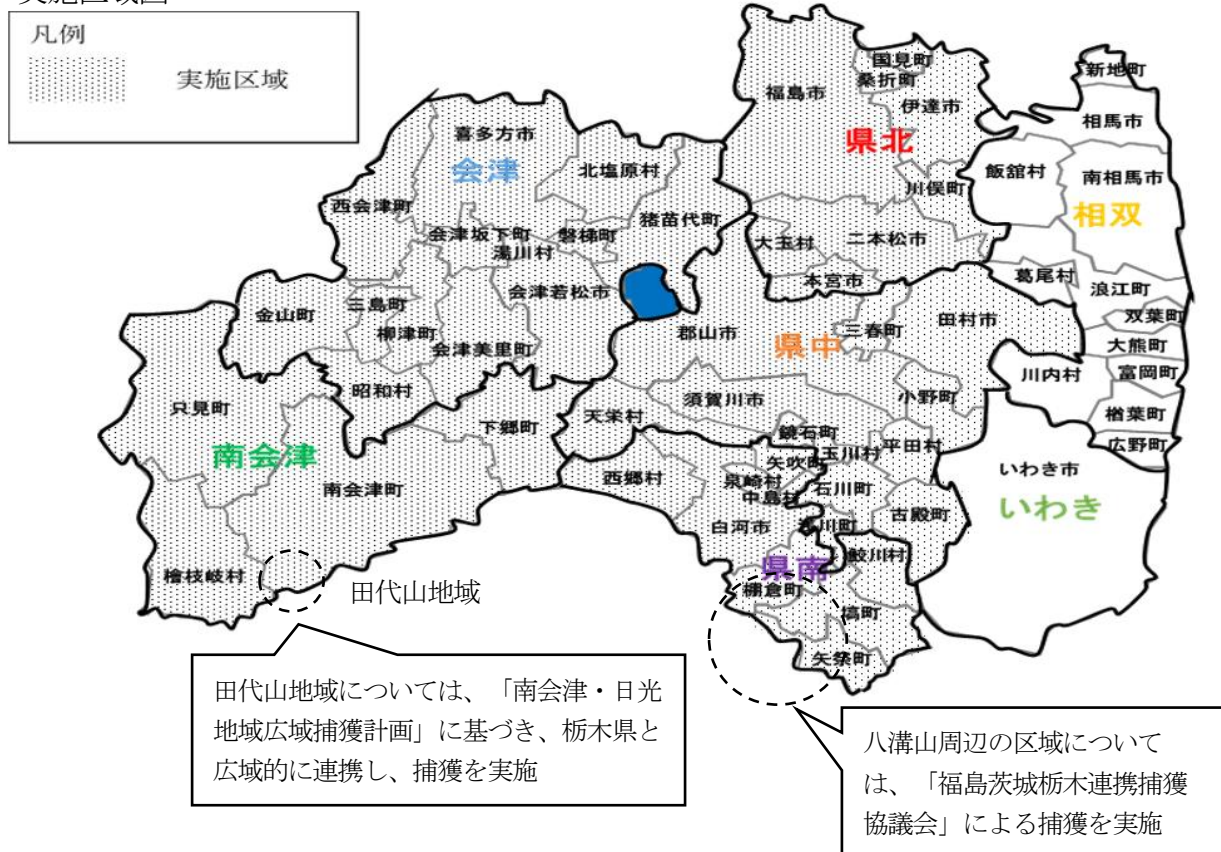 凡例
実施区域
国見町
桑折町
福島市
伊達市
県北
川俣町
大玉村
二本松市
本宮市
新地町
相馬市
飯舘村
南相馬市
相双
葛尾村
浪江町
双葉町
大熊町
富岡町
川内村
楢葉町
広野町
喜多方市
会津
北塩原村
西会津町
猪苗代町
会津坂下町
磐梯町
湯川村
会津若松市
金山町
三島町
柳津町
会津美里町
昭和村
郡山市
県中
三春町
田村市
須賀川市
小野町
天栄村
鏡石町
玉川村
平田村
石川町
古殿町
只見町
下郷町
南会津
南会津町
檜枝岐村
西郷村
矢吹町
泉崎村
中島村
白河市
鮫川村
県南
棚倉町
塙町
矢祭町
いわき市
いわき
田代山地域
田代山地域については、「南会津・日光
地域広域捕獲計画」に基づき、栃木県と
広域的に連携し、捕獲を実施
八溝山周辺の区域について
は、「福島茨城栃木連携捕獲
協議会」による捕獲を実施